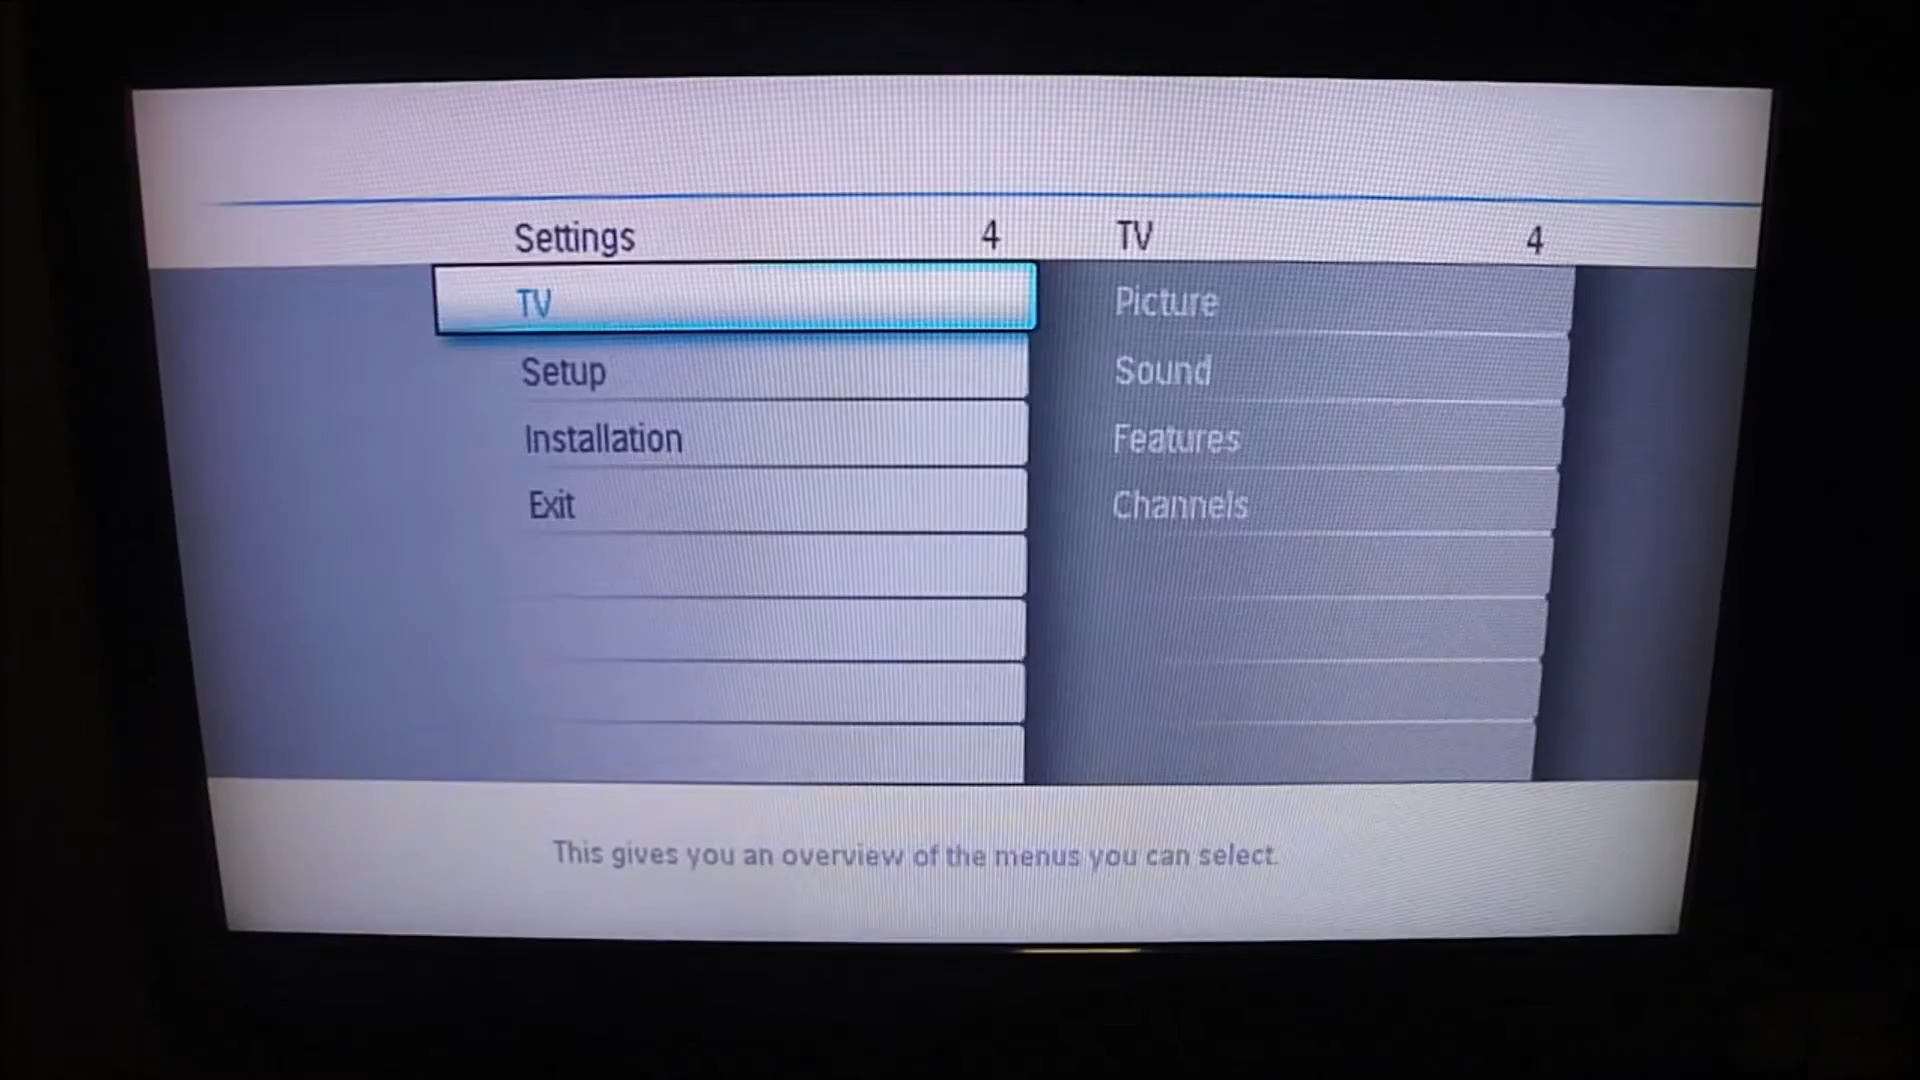 Settings 4 TV 4
TV Picture
Setup Sound
Installation Features
Exit Channels
This gives you an overview of the menus you can select.